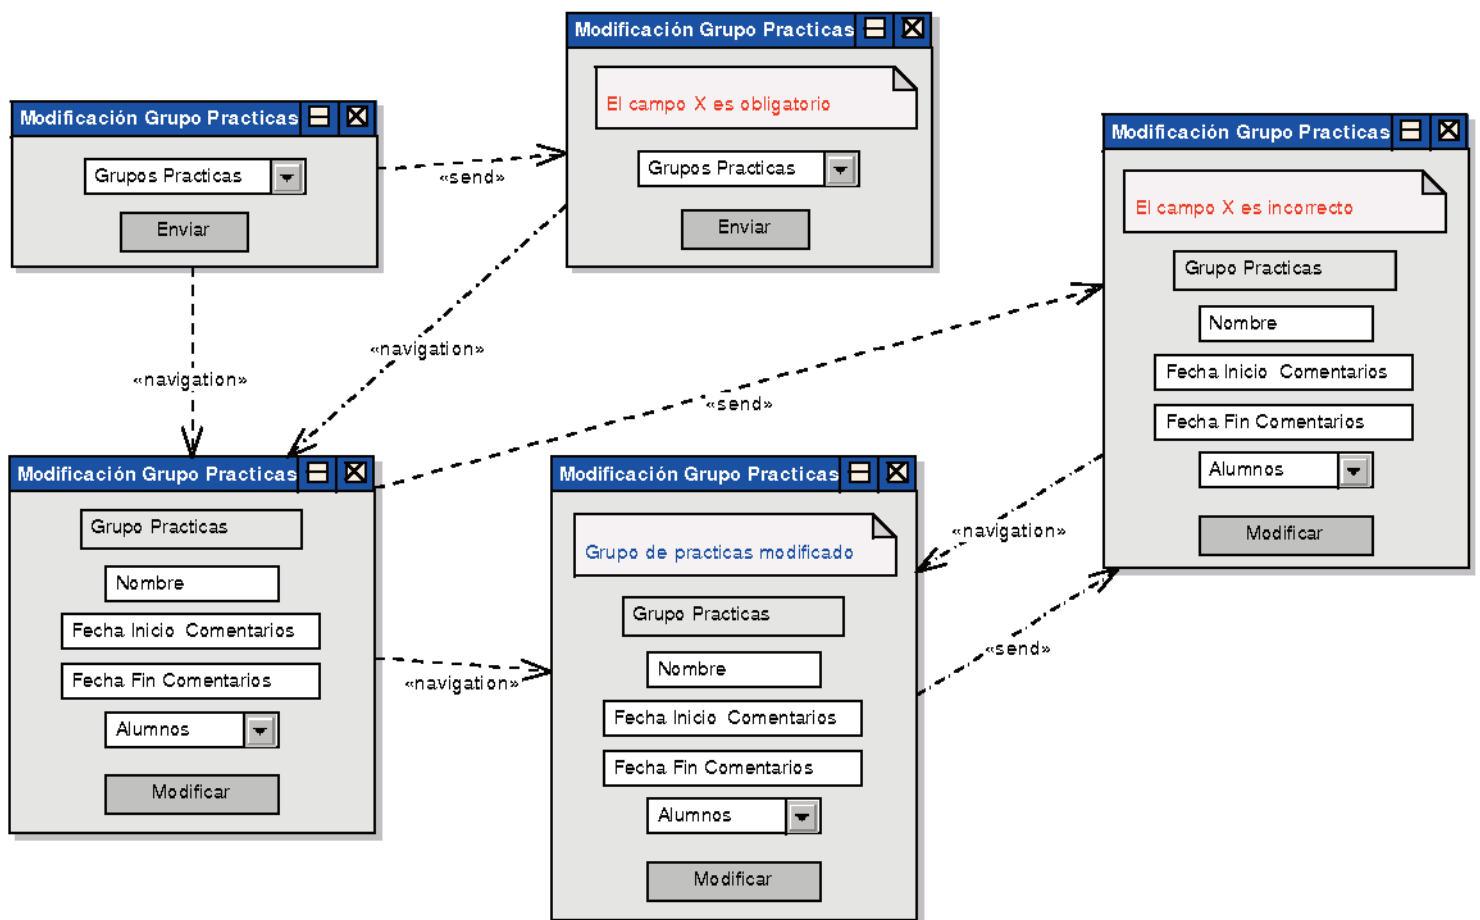 Modificación Grupo Practicas
Grupos Practicas
Enviar
Modificación Grupo Practicas
El campo X es obligatorio
Grupos Practicas
Enviar
Modificación Grupo Practicas
El campo X es incorrecto
Grupo Practicas
Nombre
Fecha Inicio Comentarios
Fecha Fin Comentarios
Alumnos
Modificar
«send»
«navigation»
«navigation»
«send»
Modificación Grupo Practicas
Grupo Practicas
Nombre
Fecha Inicio Comentarios
Fecha Fin Comentarios
Alumnos
Modificar
«navigation»
Modificación Grupo Practicas
Grupo de practicas modificado
Grupo Practicas
Nombre
Fecha Inicio Comentarios
Fecha Fin Comentarios
Alumnos
Modificar
«navigation»
«send»